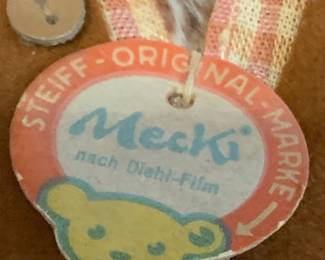 STEIFF-ORIGINAL-MARKE
Mecki
nach Diehl-Film